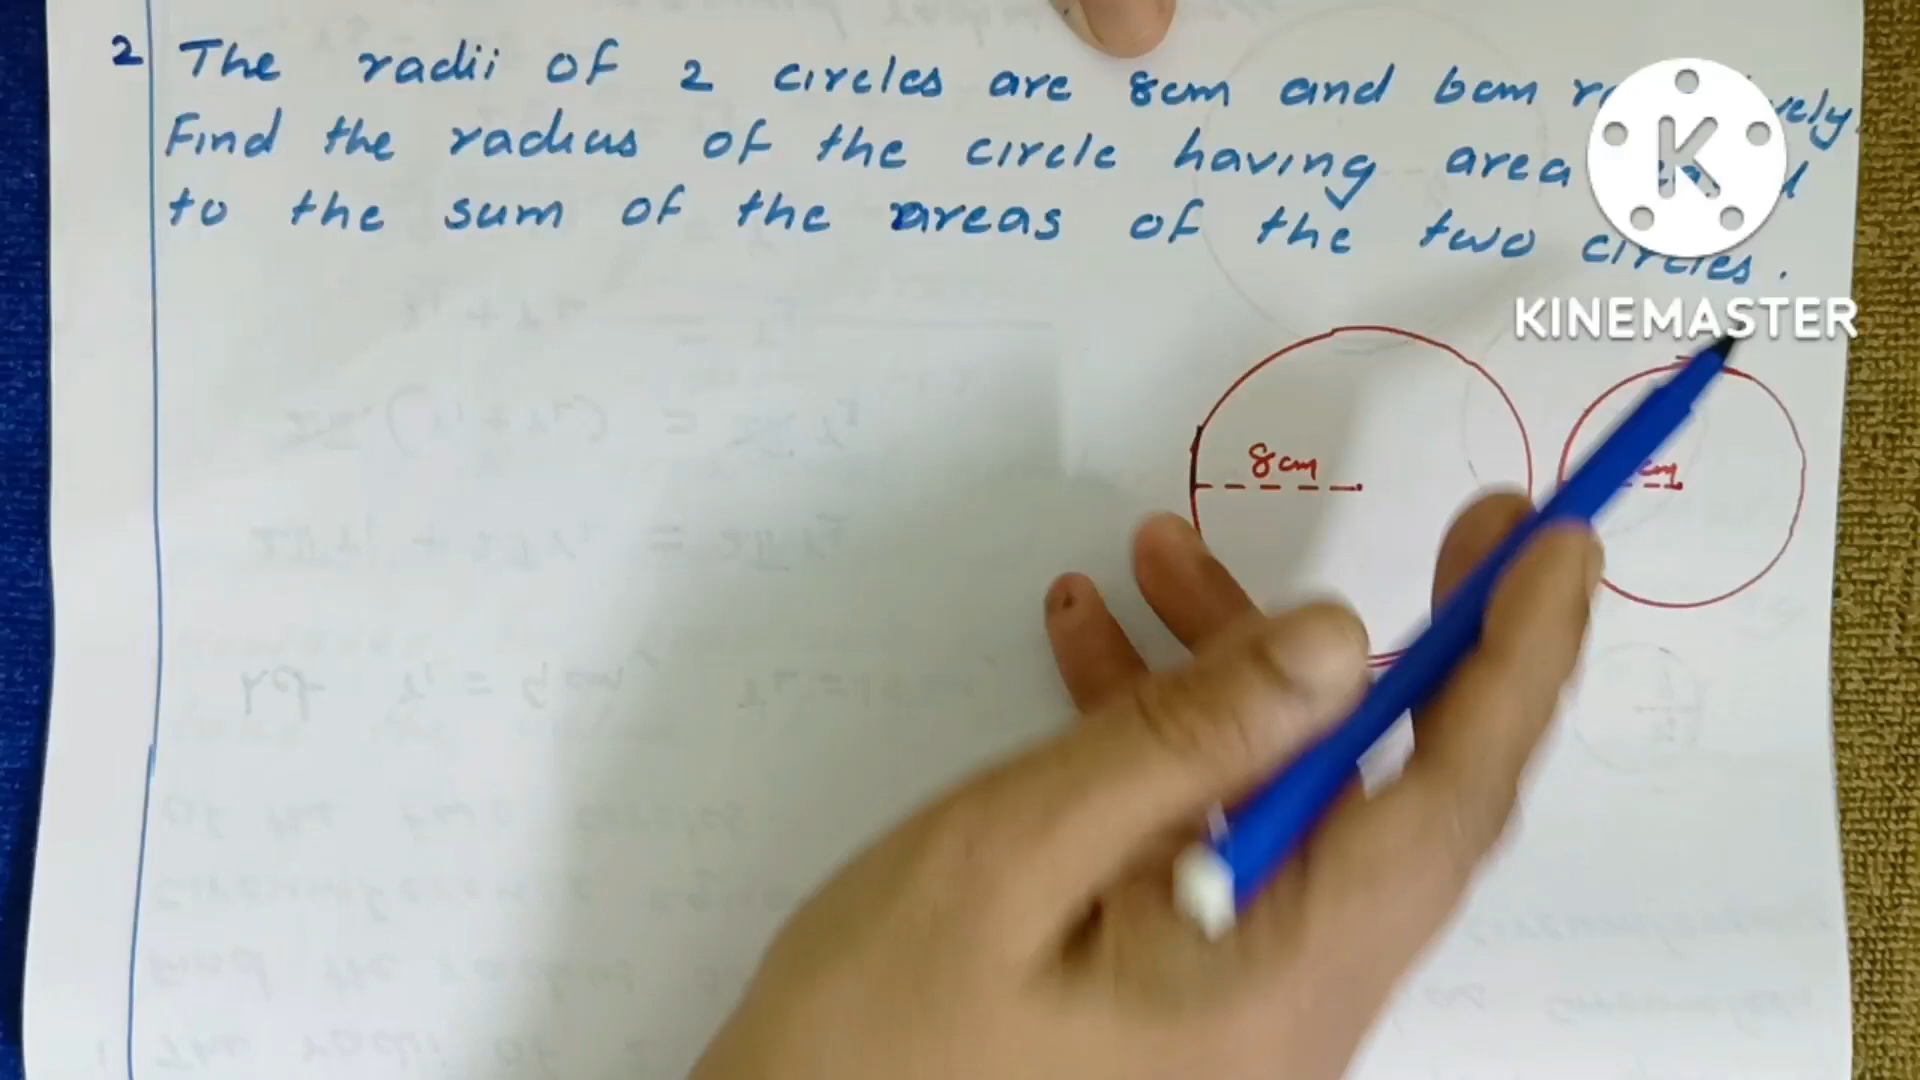 2 The radii of 2 circles are 8cm and 6cm
Find the radius of the circle having area
to the sum of the areas of the two circles.
K
KINEMASTER
8cm
cm